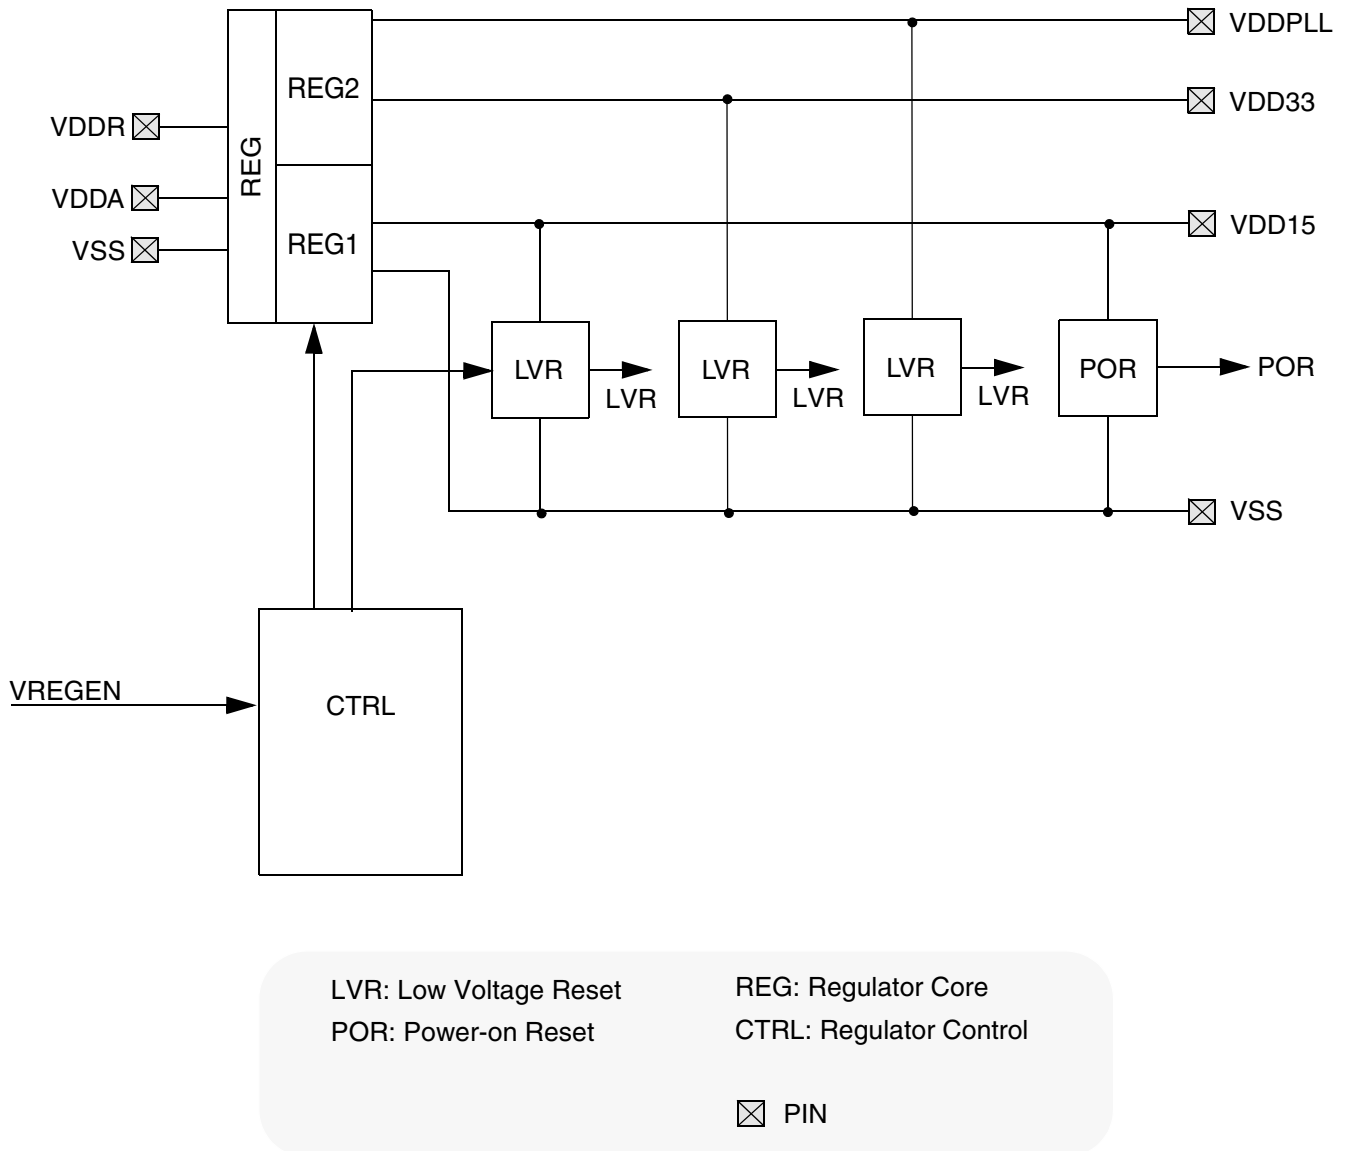 VDDPLL
REG2
VDD33
VDDR
REG
VDDA
VDD15
VSS
REG1
LVR
LVR
LVR
LVR
LVR
LVR
POR
POR
VSS
VREGEN
CTRL
LVR: Low Voltage Reset
POR: Power-on Reset
REG: Regulator Core
CTRL: Regulator Control
PIN